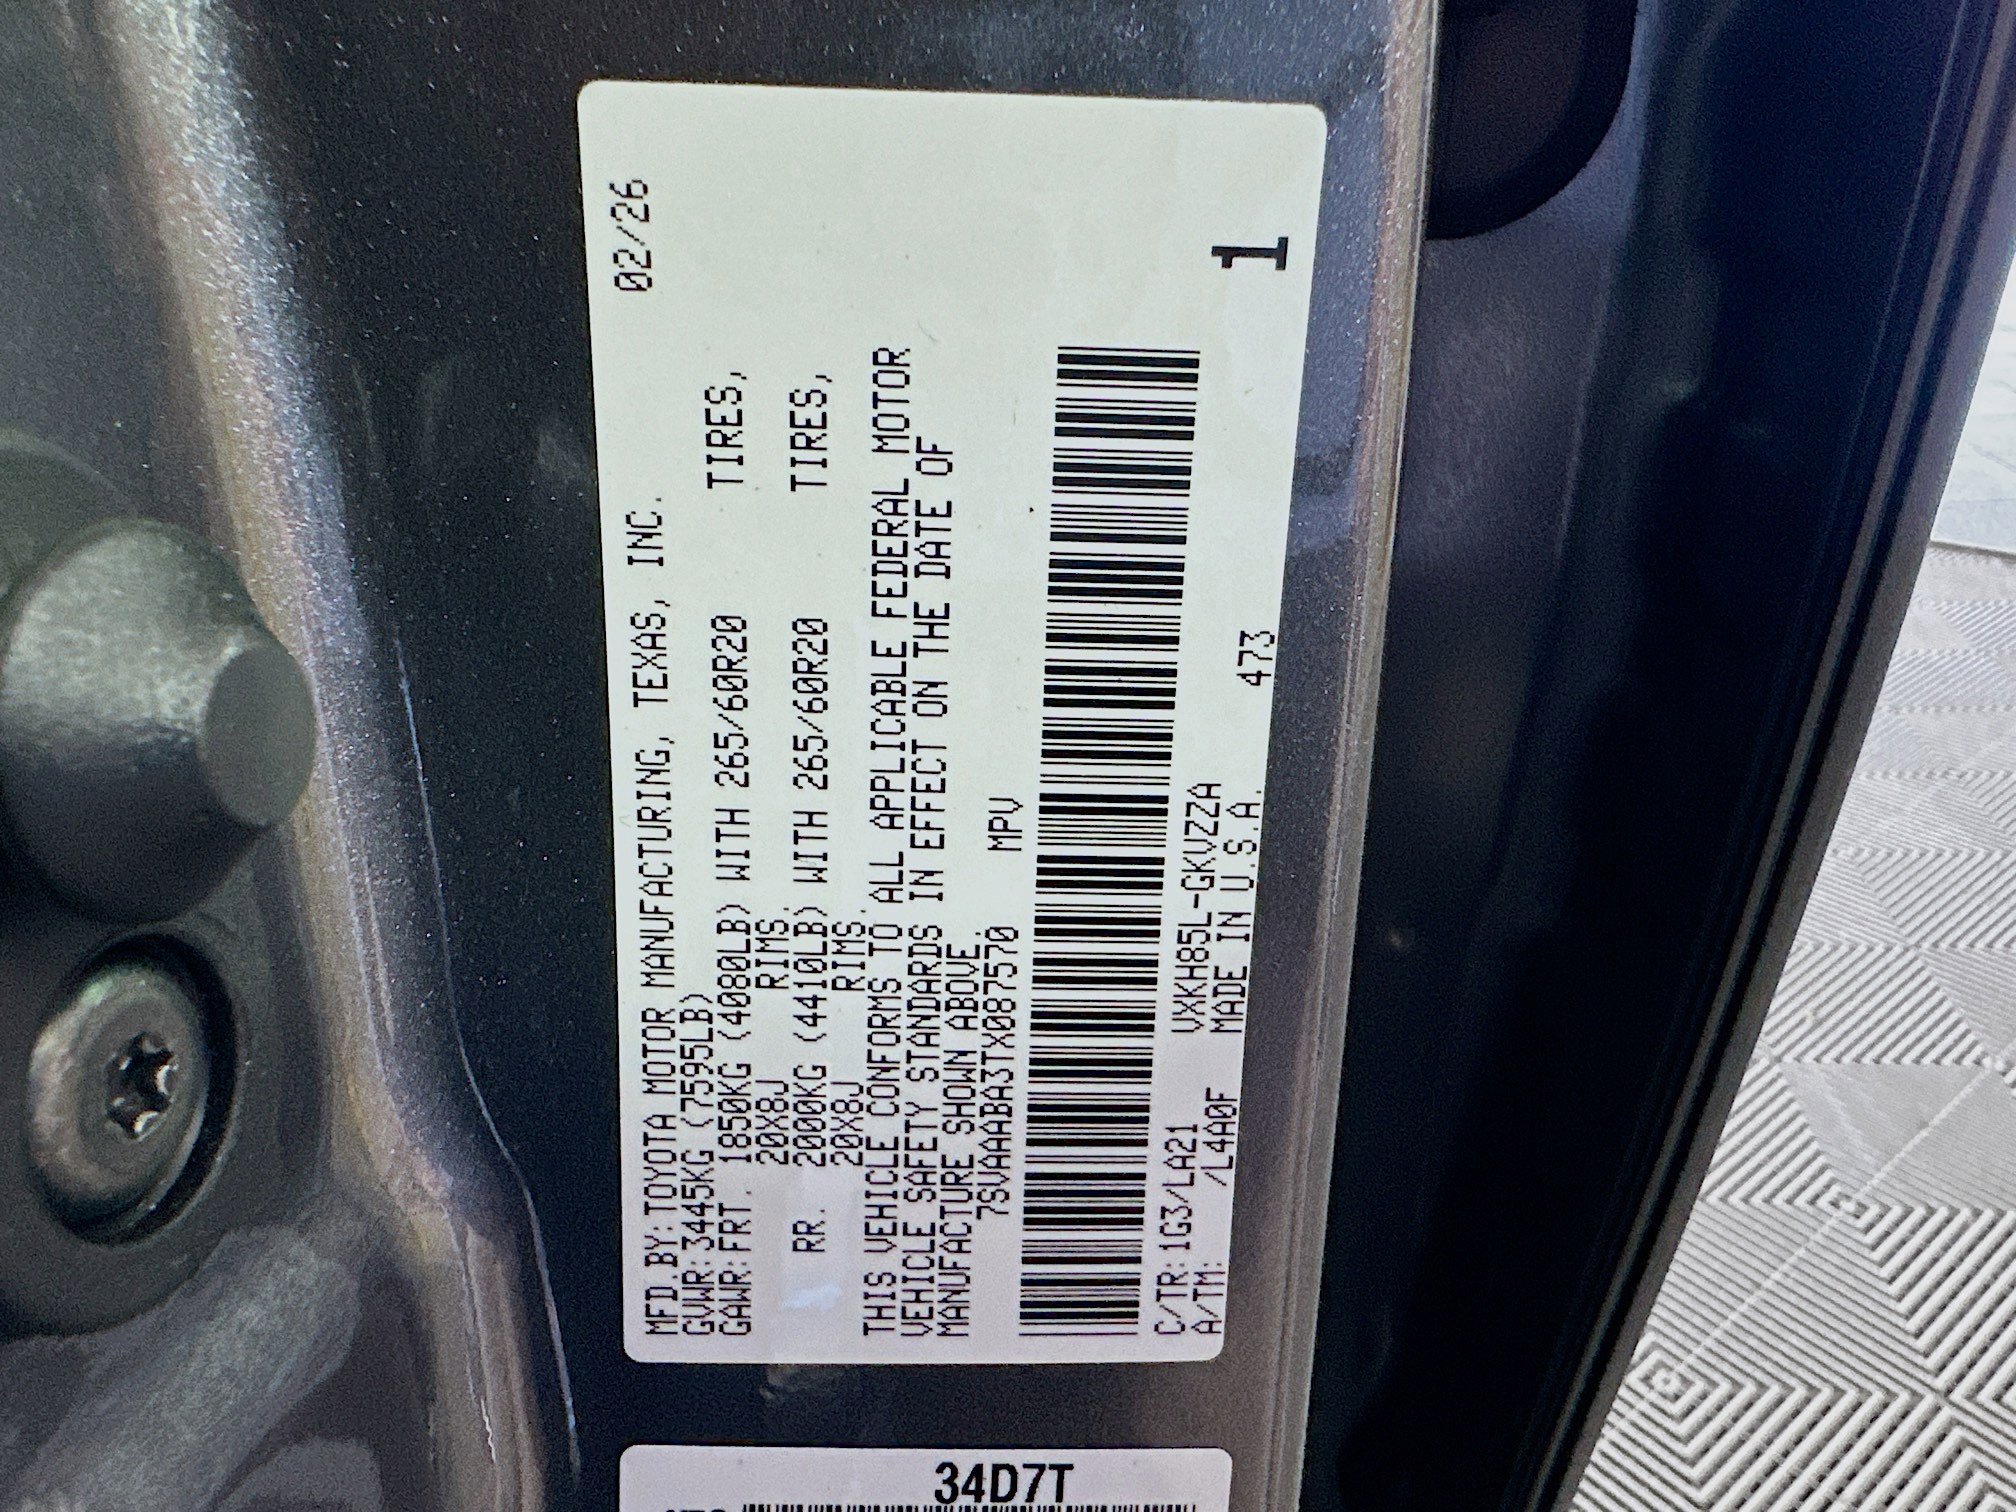 MFD.BY:TOYOTA MOTOR MANUFACTURING, TEXAS, INC. 02/26
GVWR:3445KG (7595LB)
GAWR:FRT. 1850KG (4080LB) WITH 265/60R20 TIRES,
20X8J RIMS.
RR. 2000KG (4410LB) WITH 265/60R20 TIRES,
20X8J RIMS.
THIS VEHICLE CONFORMS TO ALL APPLICABLE FEDERAL MOTOR
VEHICLE SAFETY STANDARDS IN EFFECT ON THE DATE OF
MANUFACTURE SHOWN ABOVE.
7SVAAABA3TX087570 MPV
C/TR:1G3/LA21 VXKH85L-GKVZZA
A/TM: /L4A0F MADE IN U.S.A. 473
1
34D7T